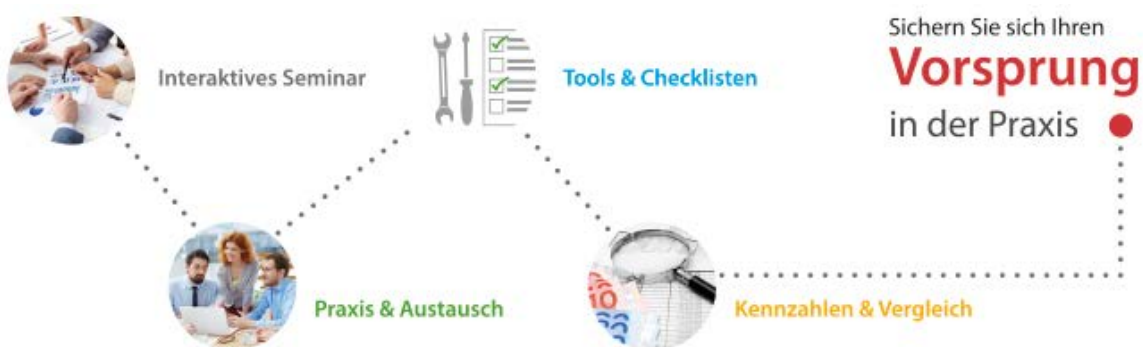 Interaktives Seminar
Tools & Checklisten
Sichern Sie sich Ihren
Vorsprung
in der Praxis
Praxis & Austausch
Kennzahlen & Vergleich